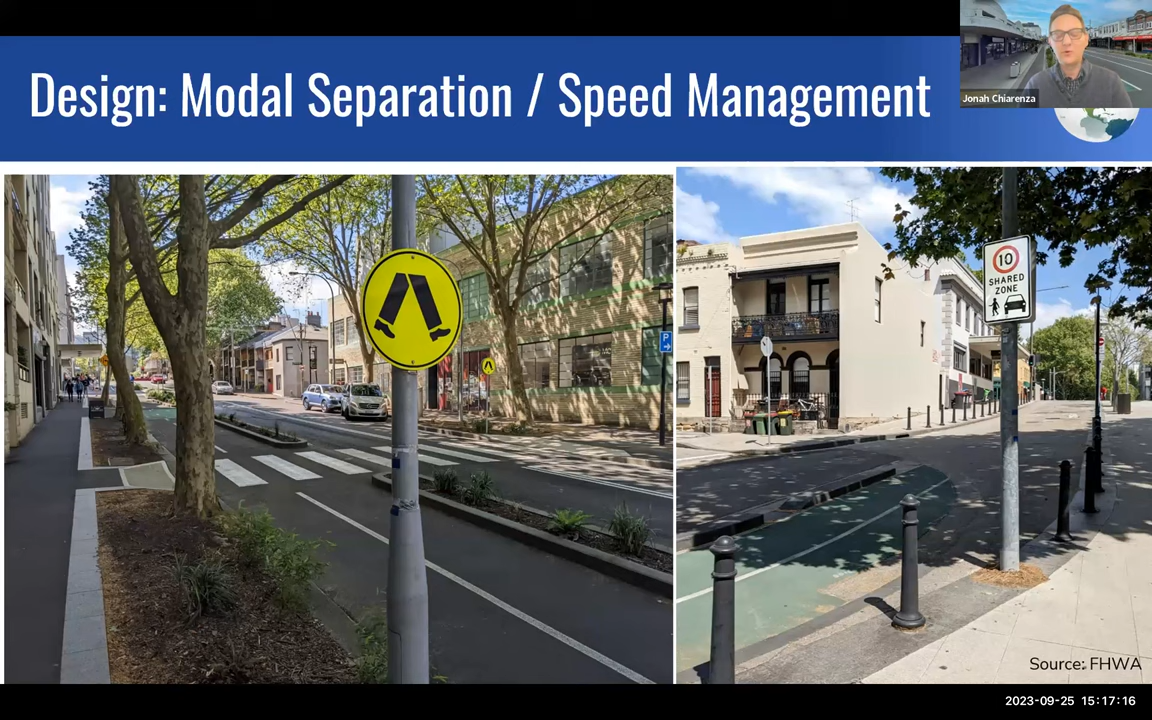 Design: Modal Separation / Speed Management
Jonah Chiarenza
P
10
SHARED
ZONE
Source: FHWA
2023-09-25 15:17:16